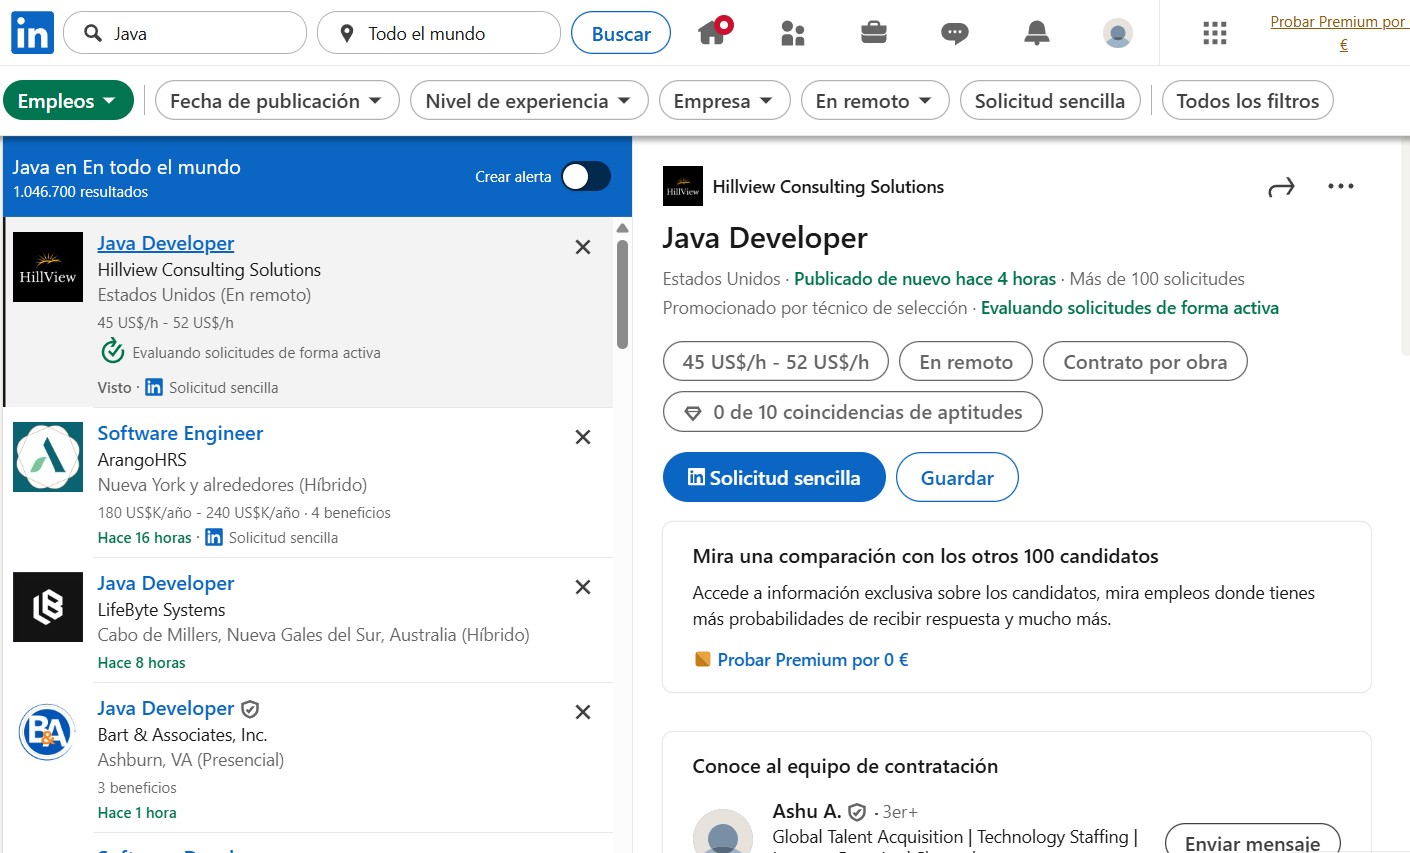 in
Java
Todo el mundo
Buscar
Probar Premium por
€
Empleos
Fecha de publicación
Nivel de experiencia
Empresa
En remoto
Solicitud sencilla
Todos los filtros
Java en En todo el mundo
1.046.700 resultados
Crear alerta
HillView
Java Developer
Hillview Consulting Solutions
Estados Unidos (En remoto)
45 US$/h - 52 US$/h
Evaluando solicitudes de forma activa
Visto · in Solicitud sencilla
Software Engineer
ArangoHRS
Nueva York y alrededores (Híbrido)
180 US$K/año - 240 US$K/año · 4 beneficios
Hace 16 horas · in Solicitud sencilla
Java Developer
LifeByte Systems
Cabo de Millers, Nueva Gales del Sur, Australia (Híbrido)
Hace 8 horas
B&A
Java Developer
Bart & Associates, Inc.
Ashburn, VA (Presencial)
3 beneficios
Hace 1 hora
HillView
Hillview Consulting Solutions
Java Developer
Estados Unidos · Publicado de nuevo hace 4 horas · Más de 100 solicitudes
Promocionado por técnico de selección · Evaluando solicitudes de forma activa
45 US$/h - 52 US$/h
En remoto
Contrato por obra
0 de 10 coincidencias de aptitudes
in Solicitud sencilla
Guardar
Mira una comparación con los otros 100 candidatos
Accede a información exclusiva sobre los candidatos, mira empleos donde tienes
más probabilidades de recibir respuesta y mucho más.
Probar Premium por 0 €
Conoce al equipo de contratación
Ashu A. · 3er+
Global Talent Acquisition | Technology Staffing |
Enviar mensaje